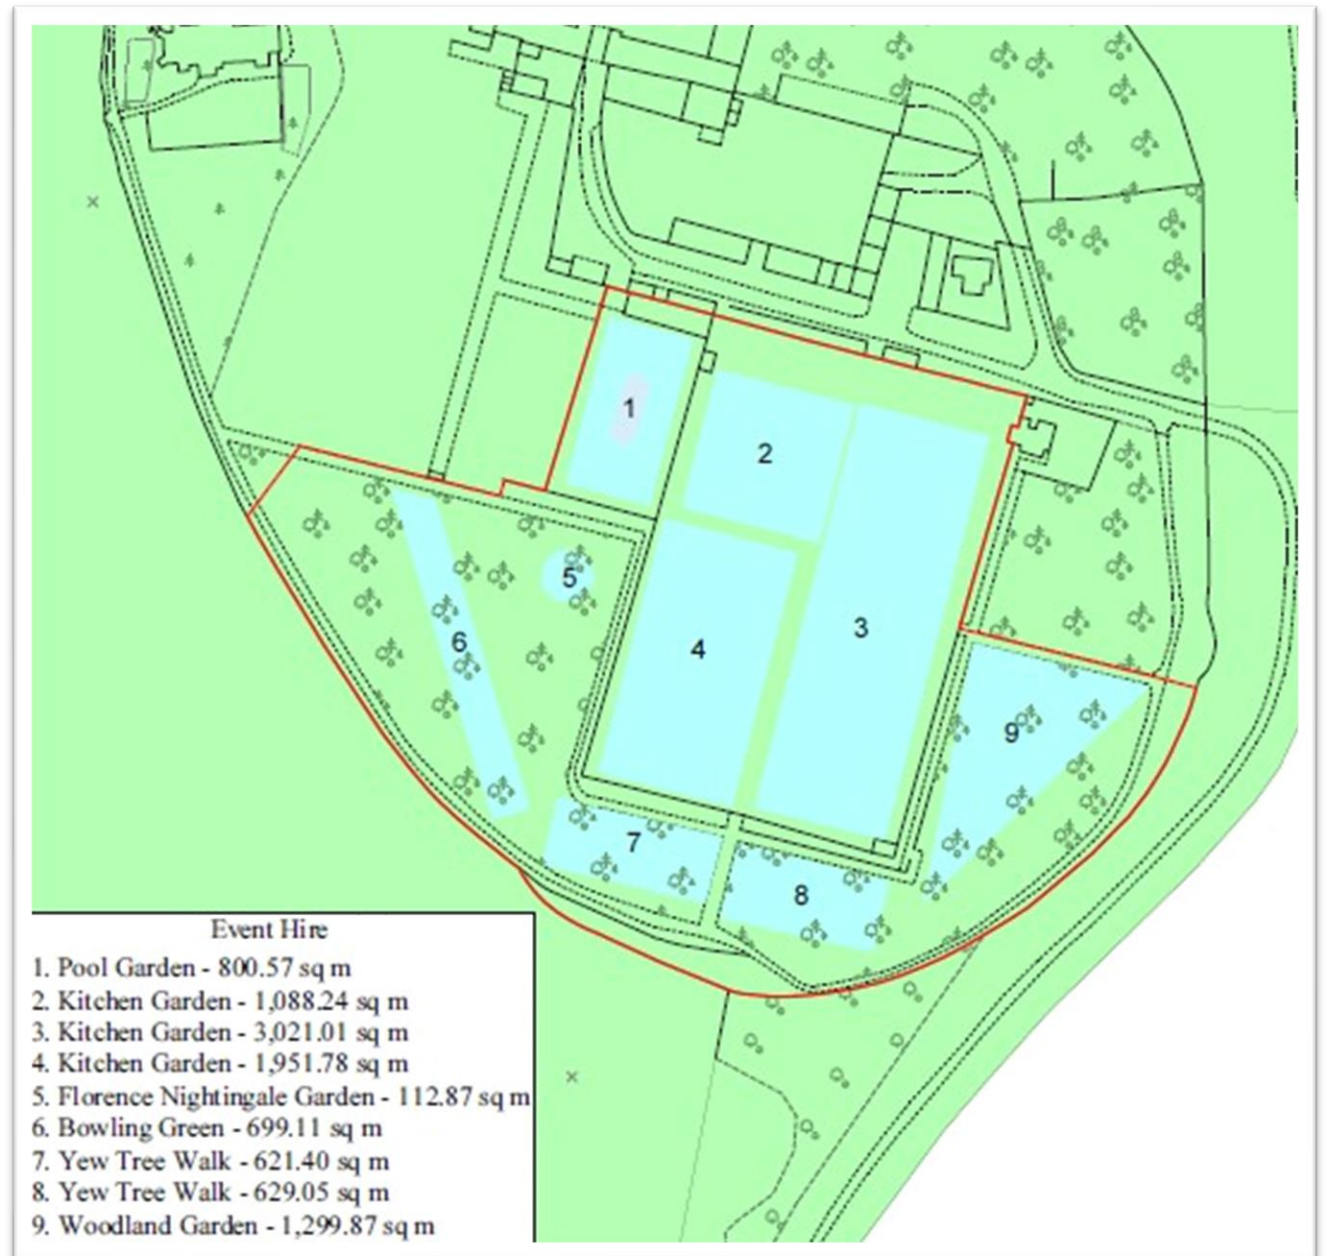 1
2
3
4
5
6
7
8
9
Event Hire
1. Pool Garden - 800.57 sq m
2. Kitchen Garden - 1,088.24 sq m
3. Kitchen Garden - 3,021.01 sq m
4. Kitchen Garden - 1,951.78 sq m
5. Florence Nightingale Garden - 112.87 sq m
6. Bowling Green - 699.11 sq m
7. Yew Tree Walk - 621.40 sq m
8. Yew Tree Walk - 629.05 sq m
9. Woodland Garden - 1,299.87 sq m